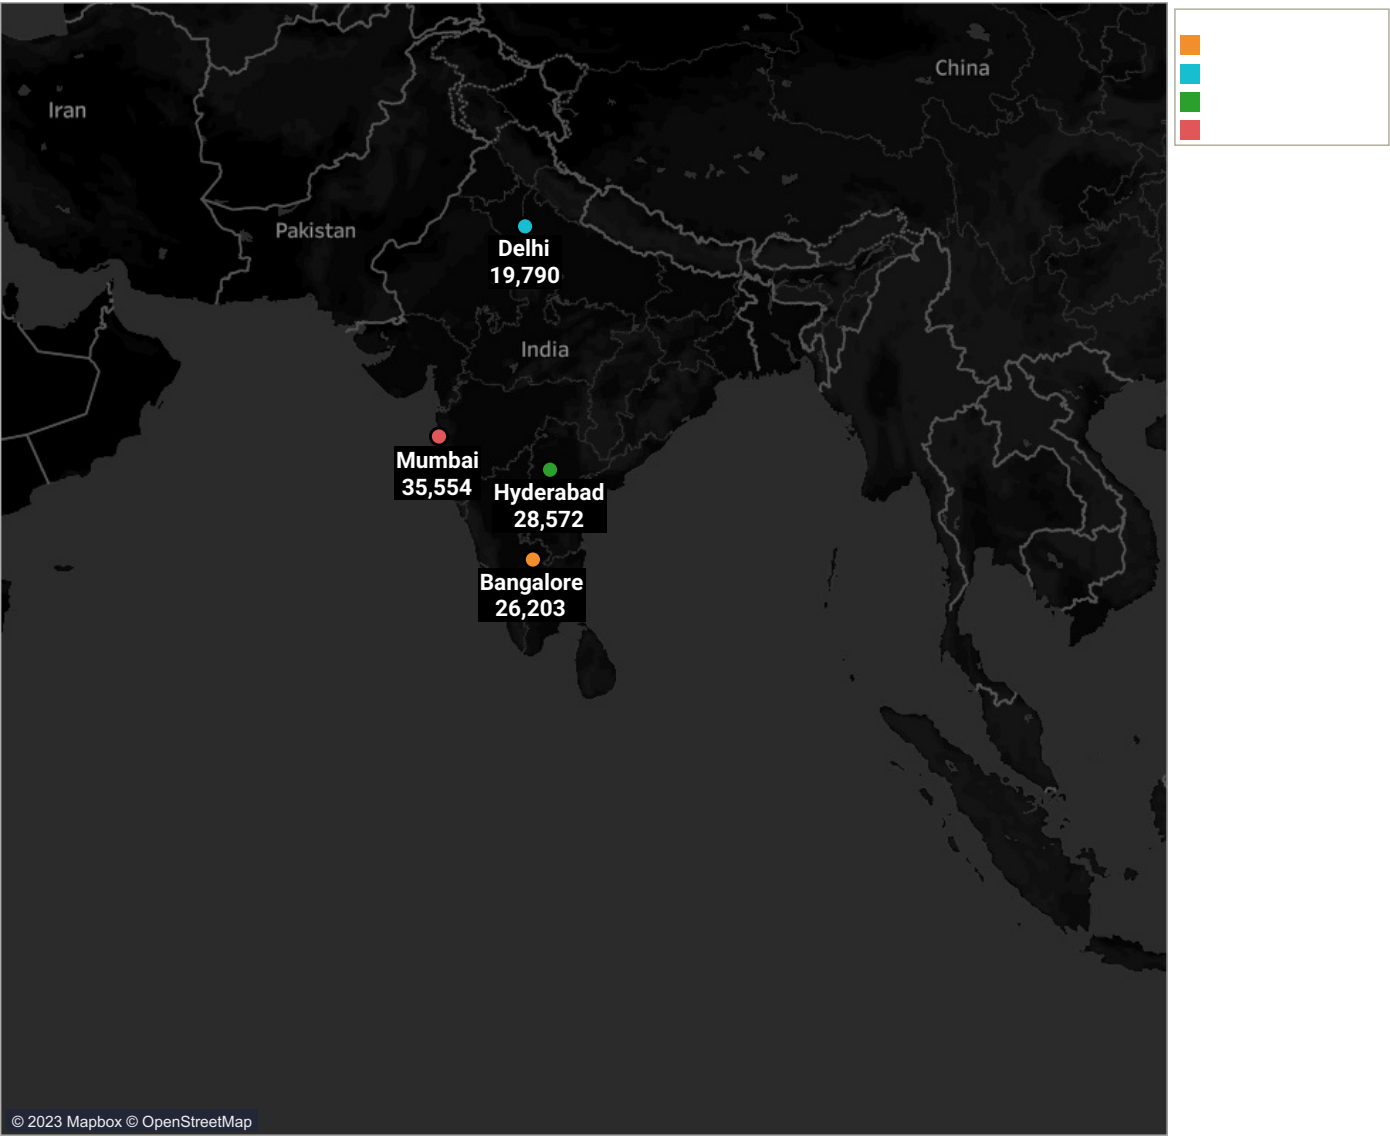 China
Iran
Pakistan
Delhi
19,790
India
Mumbai
35,554
Hyderabad
28,572
Bangalore
26,203
© 2023 Mapbox © OpenStreetMap